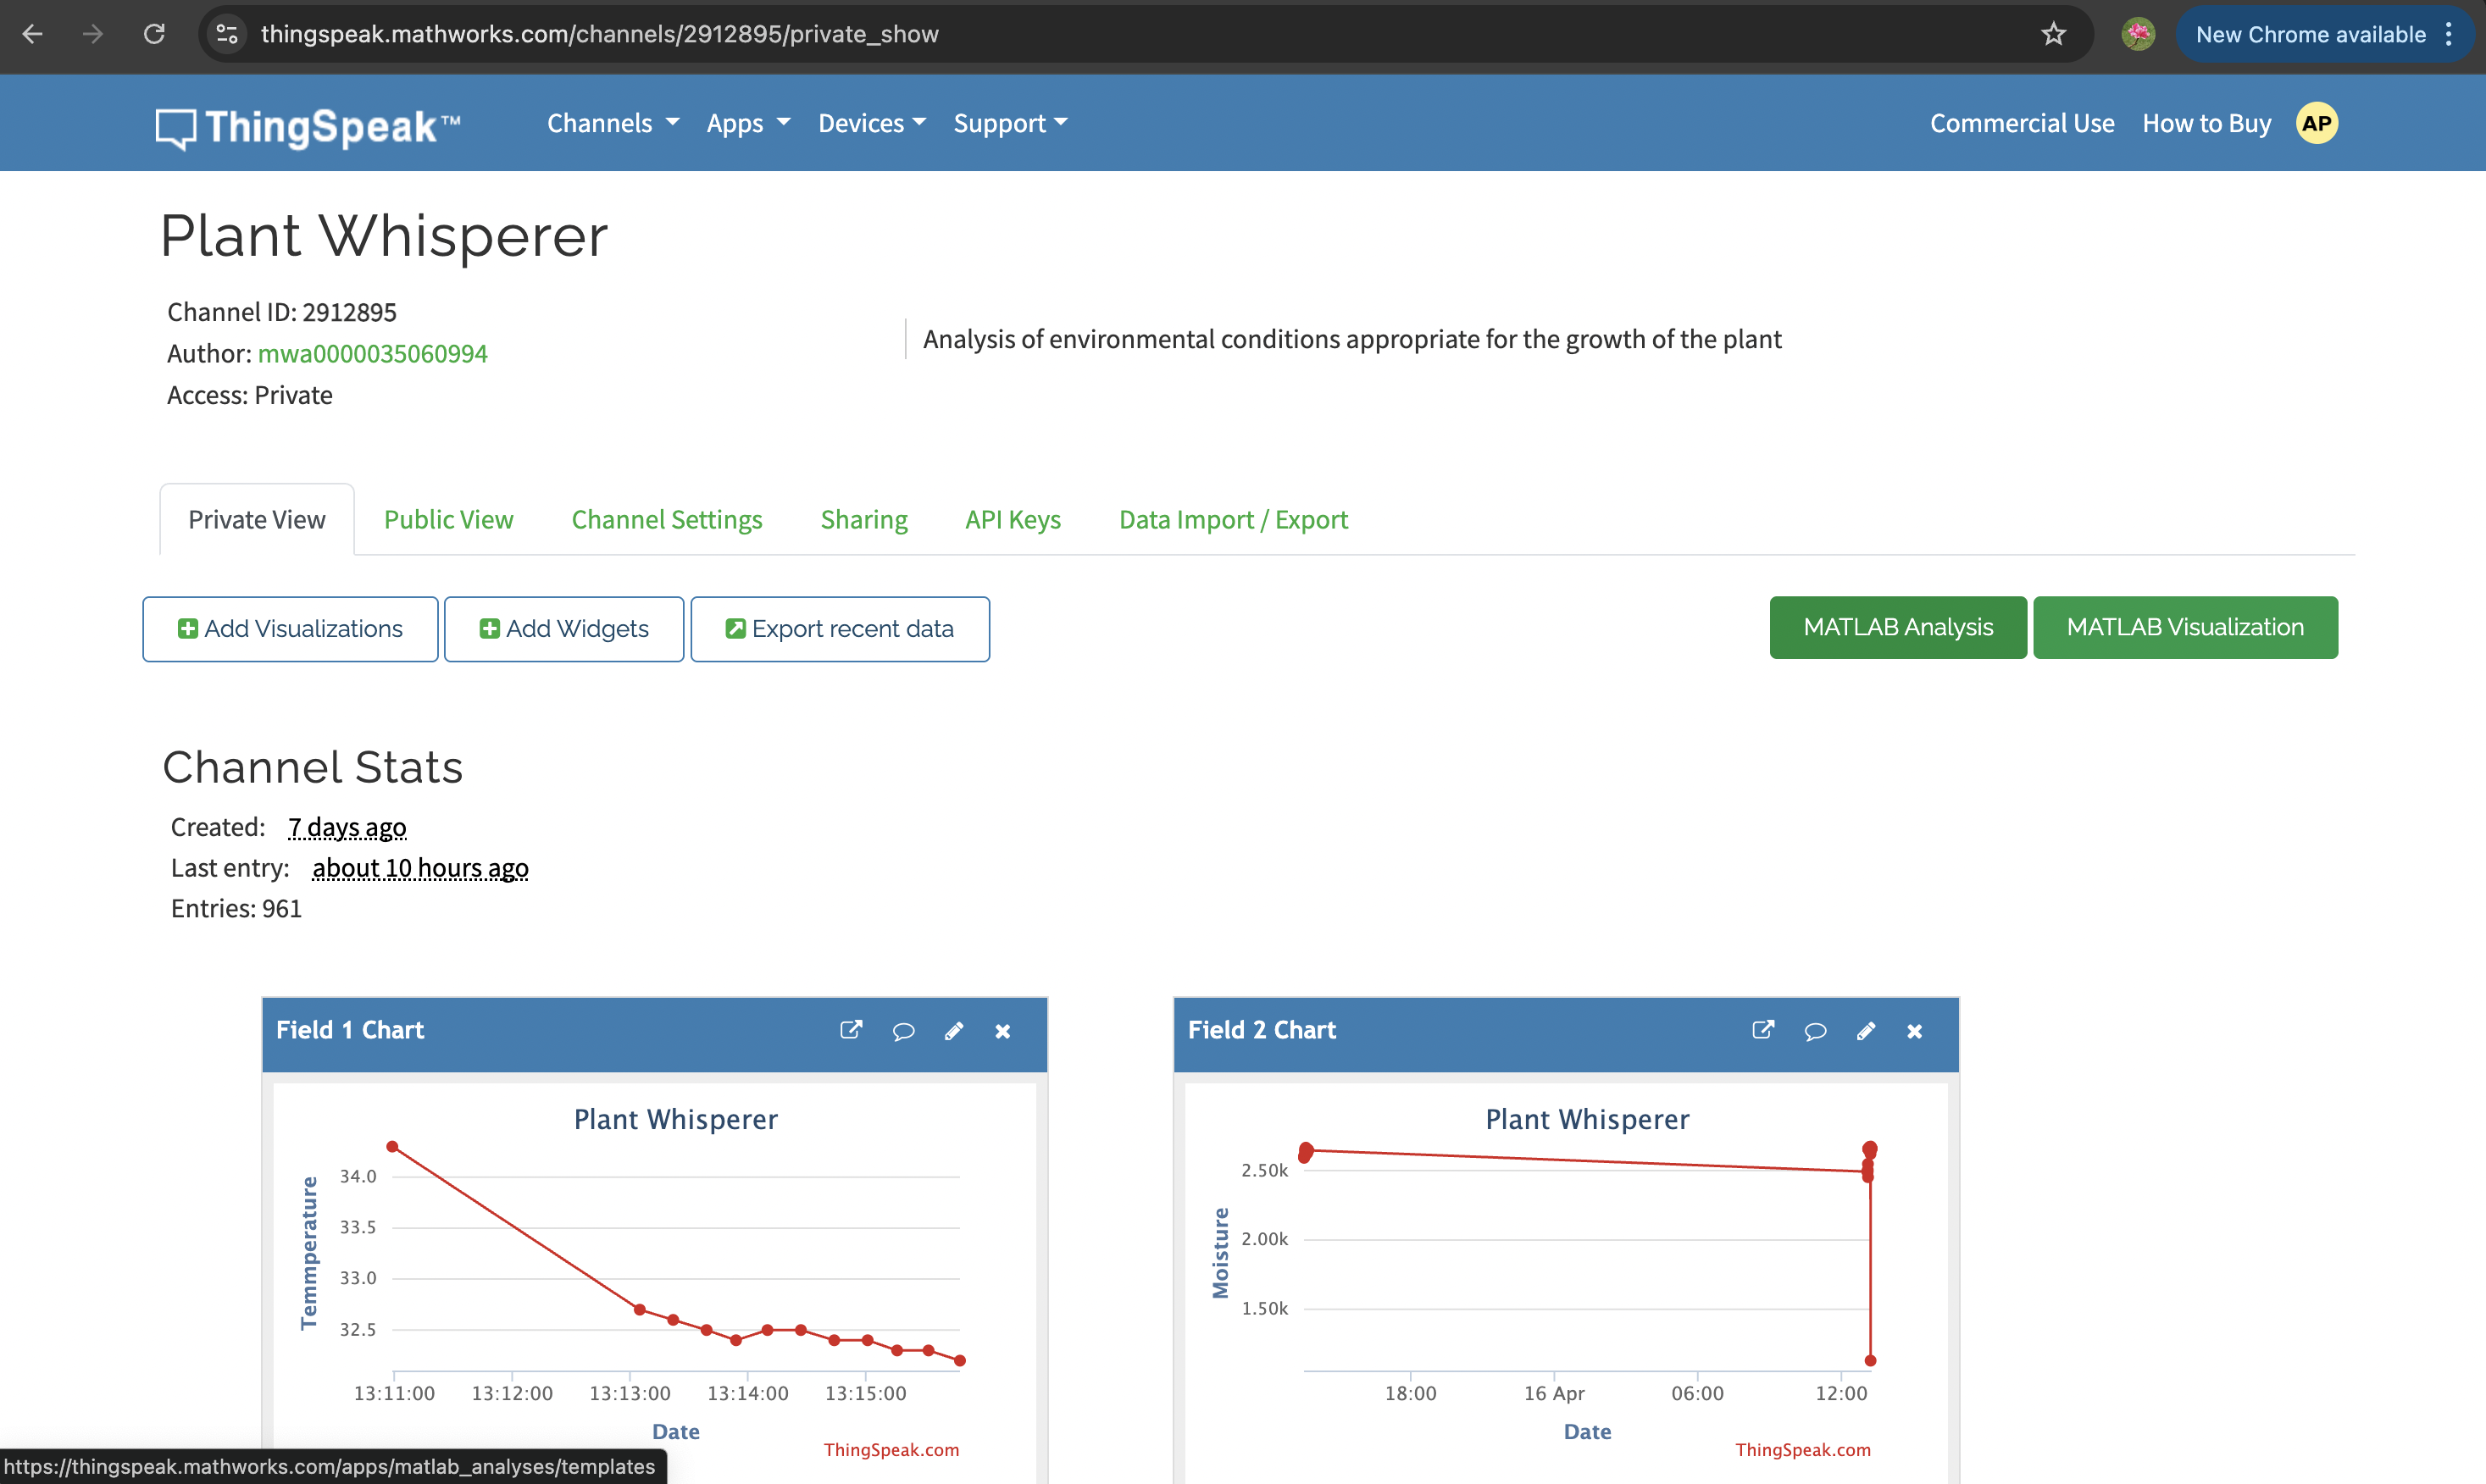 thingspeak.mathworks.com/channels/2912895/private_show
New Chrome available
ThingSpeak™
Channels
Apps
Devices
Support
Commercial Use
How to Buy
AP
Plant Whisperer
Channel ID: 2912895
Author: mwa0000035060994
Access: Private
Analysis of environmental conditions appropriate for the growth of the plant
Private View
Public View
Channel Settings
Sharing
API Keys
Data Import / Export
Add Visualizations
Add Widgets
Export recent data
MATLAB Analysis
MATLAB Visualization
Channel Stats
Created: 7 days ago
Last entry: about 10 hours ago
Entries: 961
Field 1 Chart
Plant Whisperer
Temmperature
34.0
33.5
33.0
32.5
13:11:00
13:12:00
13:13:00
13:14:00
13:15:00
Date
ThingSpeak.com
Field 2 Chart
Plant Whisperer
Moisture
2.50k
2.00k
1.50k
18:00
16 Apr
06:00
12:00
Date
ThingSpeak.com
https://thingspeak.mathworks.com/apps/matlab_analyses/templates